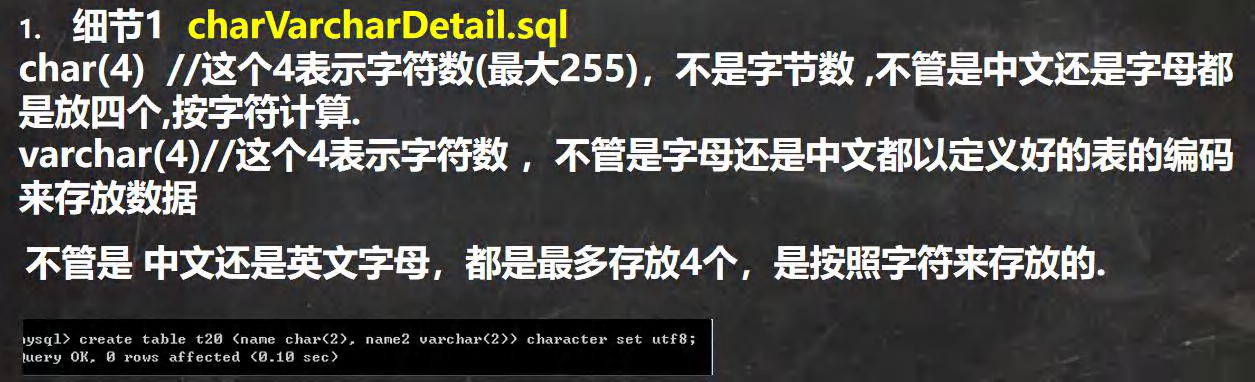 1. 细节1 charVarcharDetail.sql
char(4) //这个4表示字符数(最大255)，不是字节数 ,不管是中文还是字母都
是放四个,按字符计算.
varchar(4)//这个4表示字符数 ，不管是字母还是中文都以定义好的表的编码
来存放数据
不管是 中文还是英文字母，都是最多存放4个，是按照字符来存放的.
mysql> create table t20 (name char(2), name2 varchar(2)) character set utf8;
Query OK, 0 rows affected (0.10 sec)